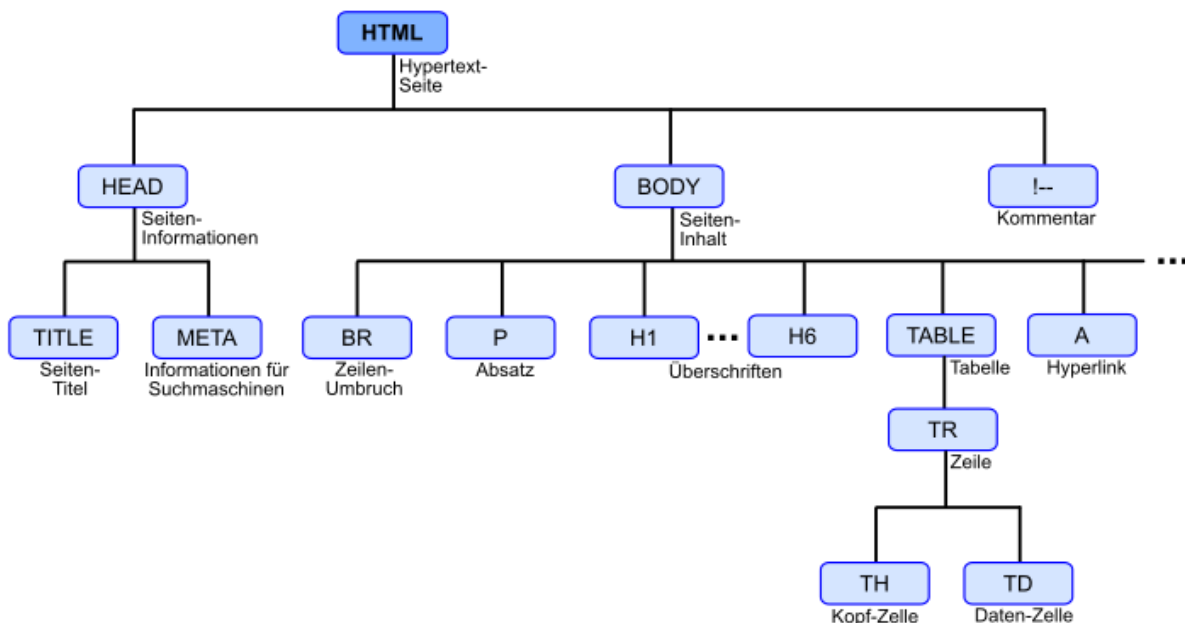 HTML
Hypertext-
Seite
HEAD
BODY
!--
Seiten-
Informationen
Seiten-
Inhalt
Kommentar
...
TITLE
META
BR
P
H1
...
H6
TABLE
A
Seiten-
Titel
Informationen für
Suchmaschinen
Zeilen-
Umbruch
Absatz
Überschriften
Tabelle
Hyperlink
TR
Zeile
TH
TD
Kopf-Zelle
Daten-Zelle